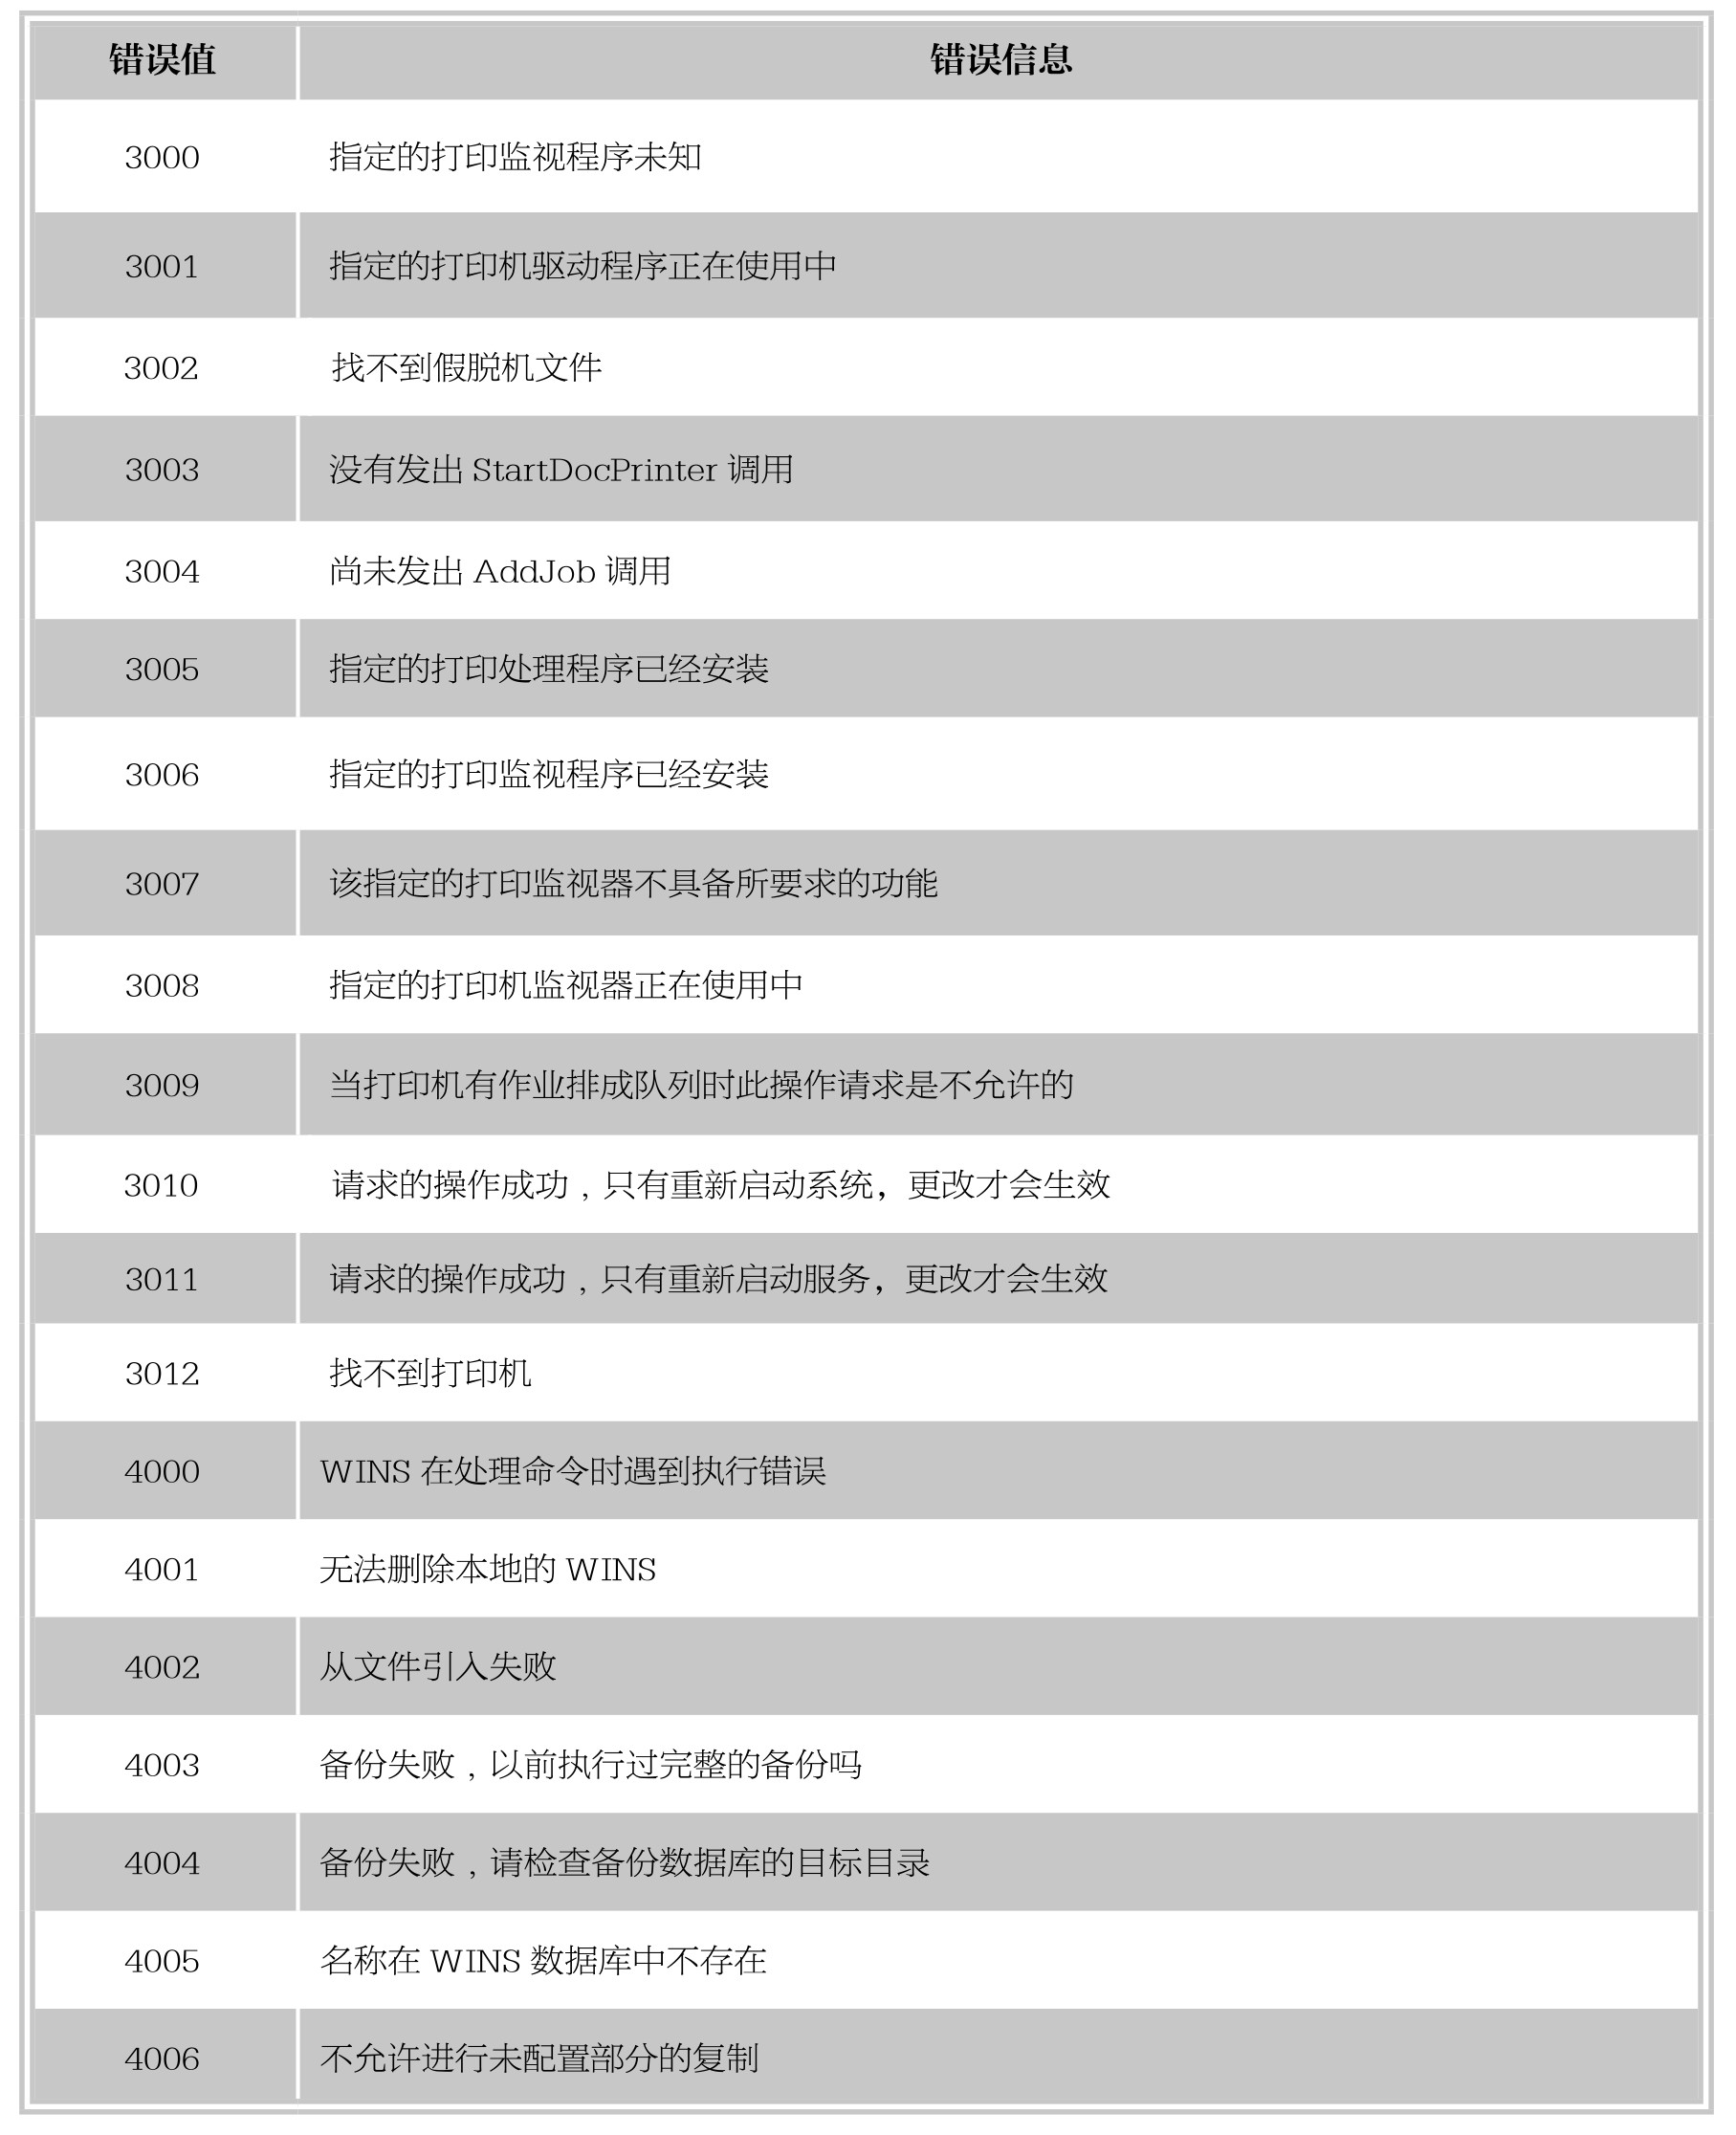 错误值 错误信息
3000 指定的打印监视程序未知
3001 指定的打印机驱动程序正在使用中
3002 找不到假脱机文件
3003 没有发出 StartDocPrinter 调用
3004 尚未发出 AddJob 调用
3005 指定的打印处理程序已经安装
3006 指定的打印监视程序已经安装
3007 该指定的打印监视器不具备所要求的功能
3008 指定的打印机监视器正在使用中
3009 当打印机有作业排成队列时此操作请求是不允许的
3010 请求的操作成功，只有重新启动系统，更改才会生效
3011 请求的操作成功，只有重新启动服务，更改才会生效
3012 找不到打印机
4000 WINS 在处理命令时遇到执行错误
4001 无法删除本地的 WINS
4002 从文件引入失败
4003 备份失败，以前执行过完整的备份吗
4004 备份失败，请检查备份数据库的目标目录
4005 名称在 WINS 数据库中不存在
4006 不允许进行未配置部分的复制